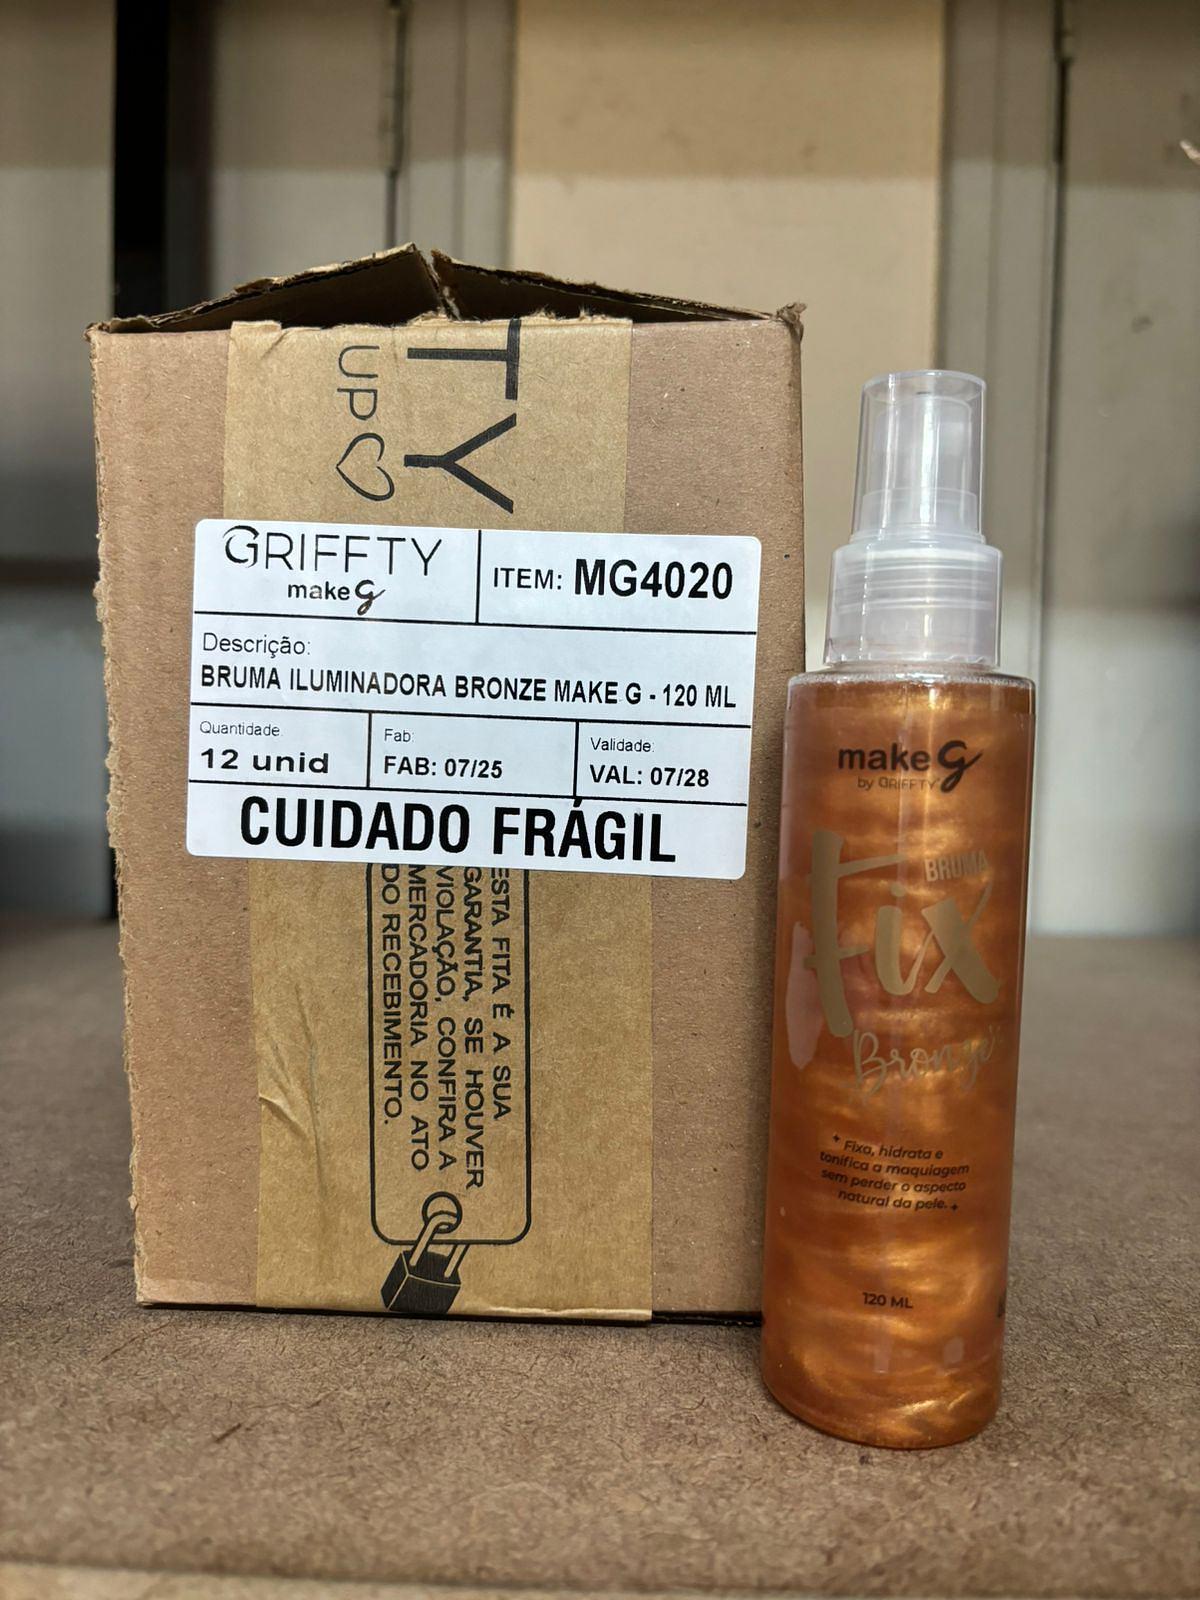 TY
UP
GRIFFTY
make G
ITEM: MG4020
Descrição:
BRUMA ILUMINADORA BRONZE MAKE G - 120 ML
Quantidade:
12 unid
Fab:
FAB: 07/25
Validade:
VAL: 07/28
CUIDADO FRÁGIL
ESTA FITA É A SUA
GARANTIA, SE HOUVER
VIOLAÇÃO, CONFIRA A
MERCADORIA NO ATO
DO RECEBIMENTO.
make G
by GRIFFTY
BRUMA
Fix
Bronze
Fixa, hidrata e
tonifica a maquiagem
sem perder o aspecto
natural da pele.
120 ML